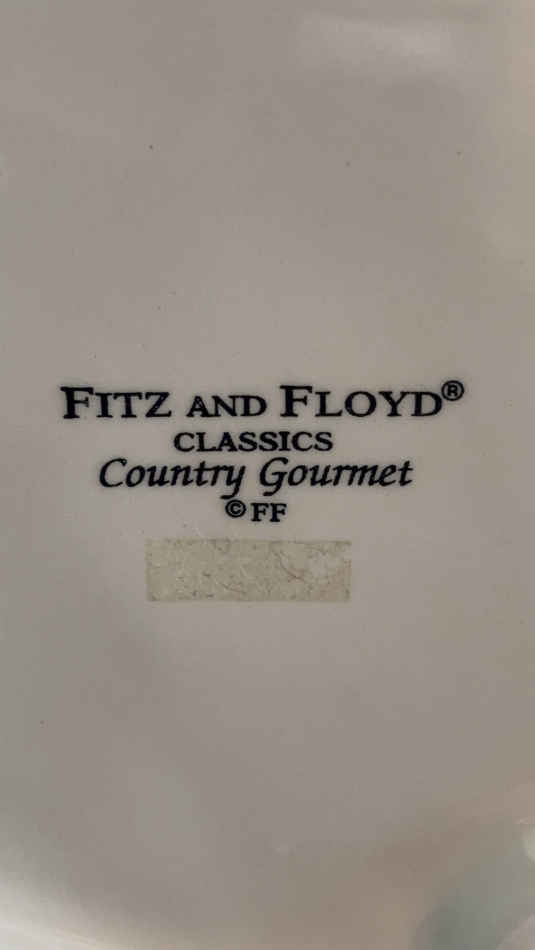 FITZ AND FLOYD®
CLASSICS
Country Gourmet
©FF